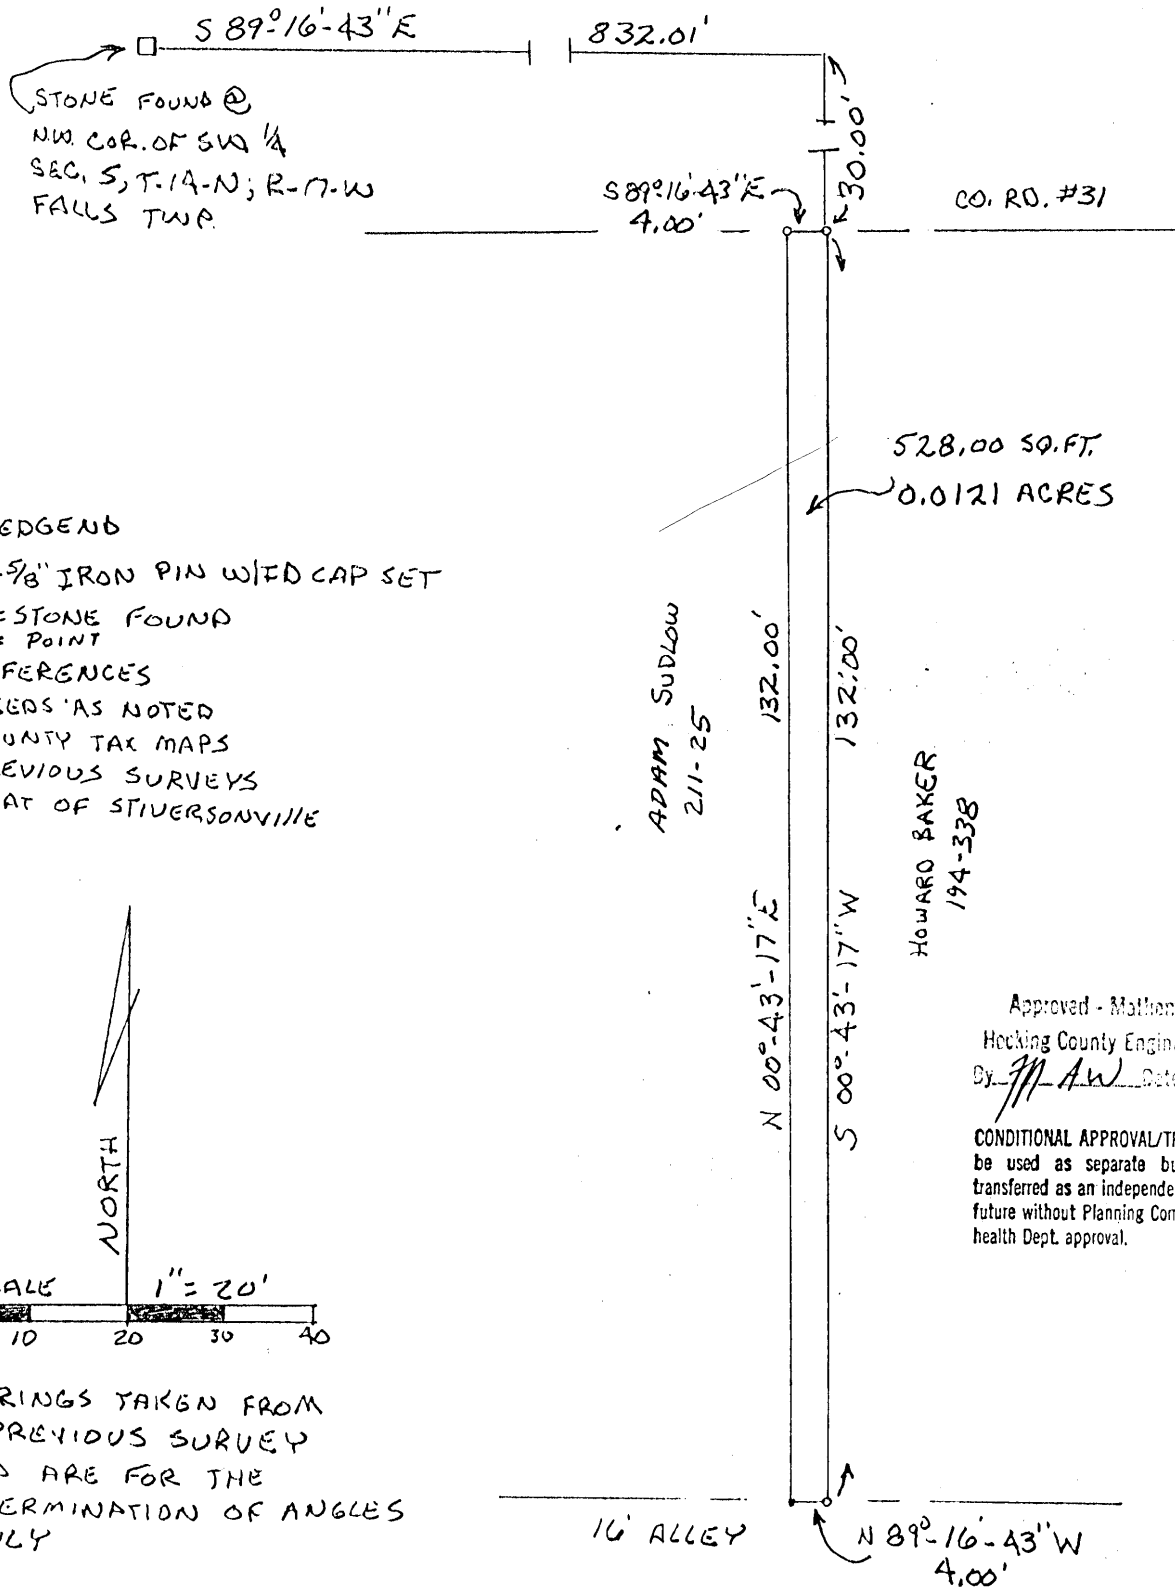 S 89°-16'-43" E 832.01'
STONE FOUND @
N.W. COR. OF SW 1/4
SEC. 5, T-14-N; R-17-W
FALLS TWP.
30.00'
S 89°16'43" E
4.00'
CO. RD. #31
528.00 SQ.FT.
0.0121 ACRES
EDGEND
5/8" IRON PIN W/ID CAP SET
=STONE FOUND
= POINT
FERENCES
EEDS AS NOTED
UNTY TAX MAPS
EVIOUS SURVEYS
AT OF STIVERSONVILLE
ADAM SUDLOW
211-25
132.00'
132.00'
HOWARD BAKER
194-338
N 00°-43'-17" E
S 00°-43'-17" W
Approved - Mathem
Hocking County Engin
By Date
CONDITIONAL APPROVAL/TR
be used as separate bu
transferred as an independe
future without Planning Com
health Dept. approval.
NORTH
ALE 1" = 20'
10 20 30 40
RINGS TAKEN FROM
PREVIOUS SURVEY
D ARE FOR THE
ERMINATION OF ANGLES
NLY
16' ALLEY
N 89°-16'-43" W
4.00'